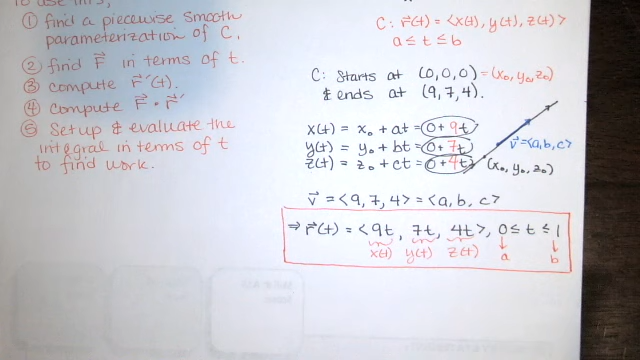 to use this,
① find a piecewise smooth
parameterization of C.
② find F⃗ in terms of t.
③ compute r⃗'(t).
④ compute F⃗ • r⃗'
⑤ Setup & evaluate the
integral in terms of t
to find work.
C: r⃗(t) = <x(t), y(t), z(t)>
a ≤ t ≤ b
C: Starts at (0,0,0) = (x₀, y₀, z₀)
& ends at (9,7,4).
x(t) = x₀ + at = 0 + 9t
y(t) = y₀ + bt = 0 + 7t
z(t) = z₀ + ct = 0 + 4t
v⃗ = <a, b, c>
(x₀, y₀, z₀)
v⃗ = <9, 7, 4> = <a, b, c>
⇒ r⃗(t) = <9t, 7t, 4t>, 0 ≤ t ≤ 1
x(t) y(t) z(t) a b